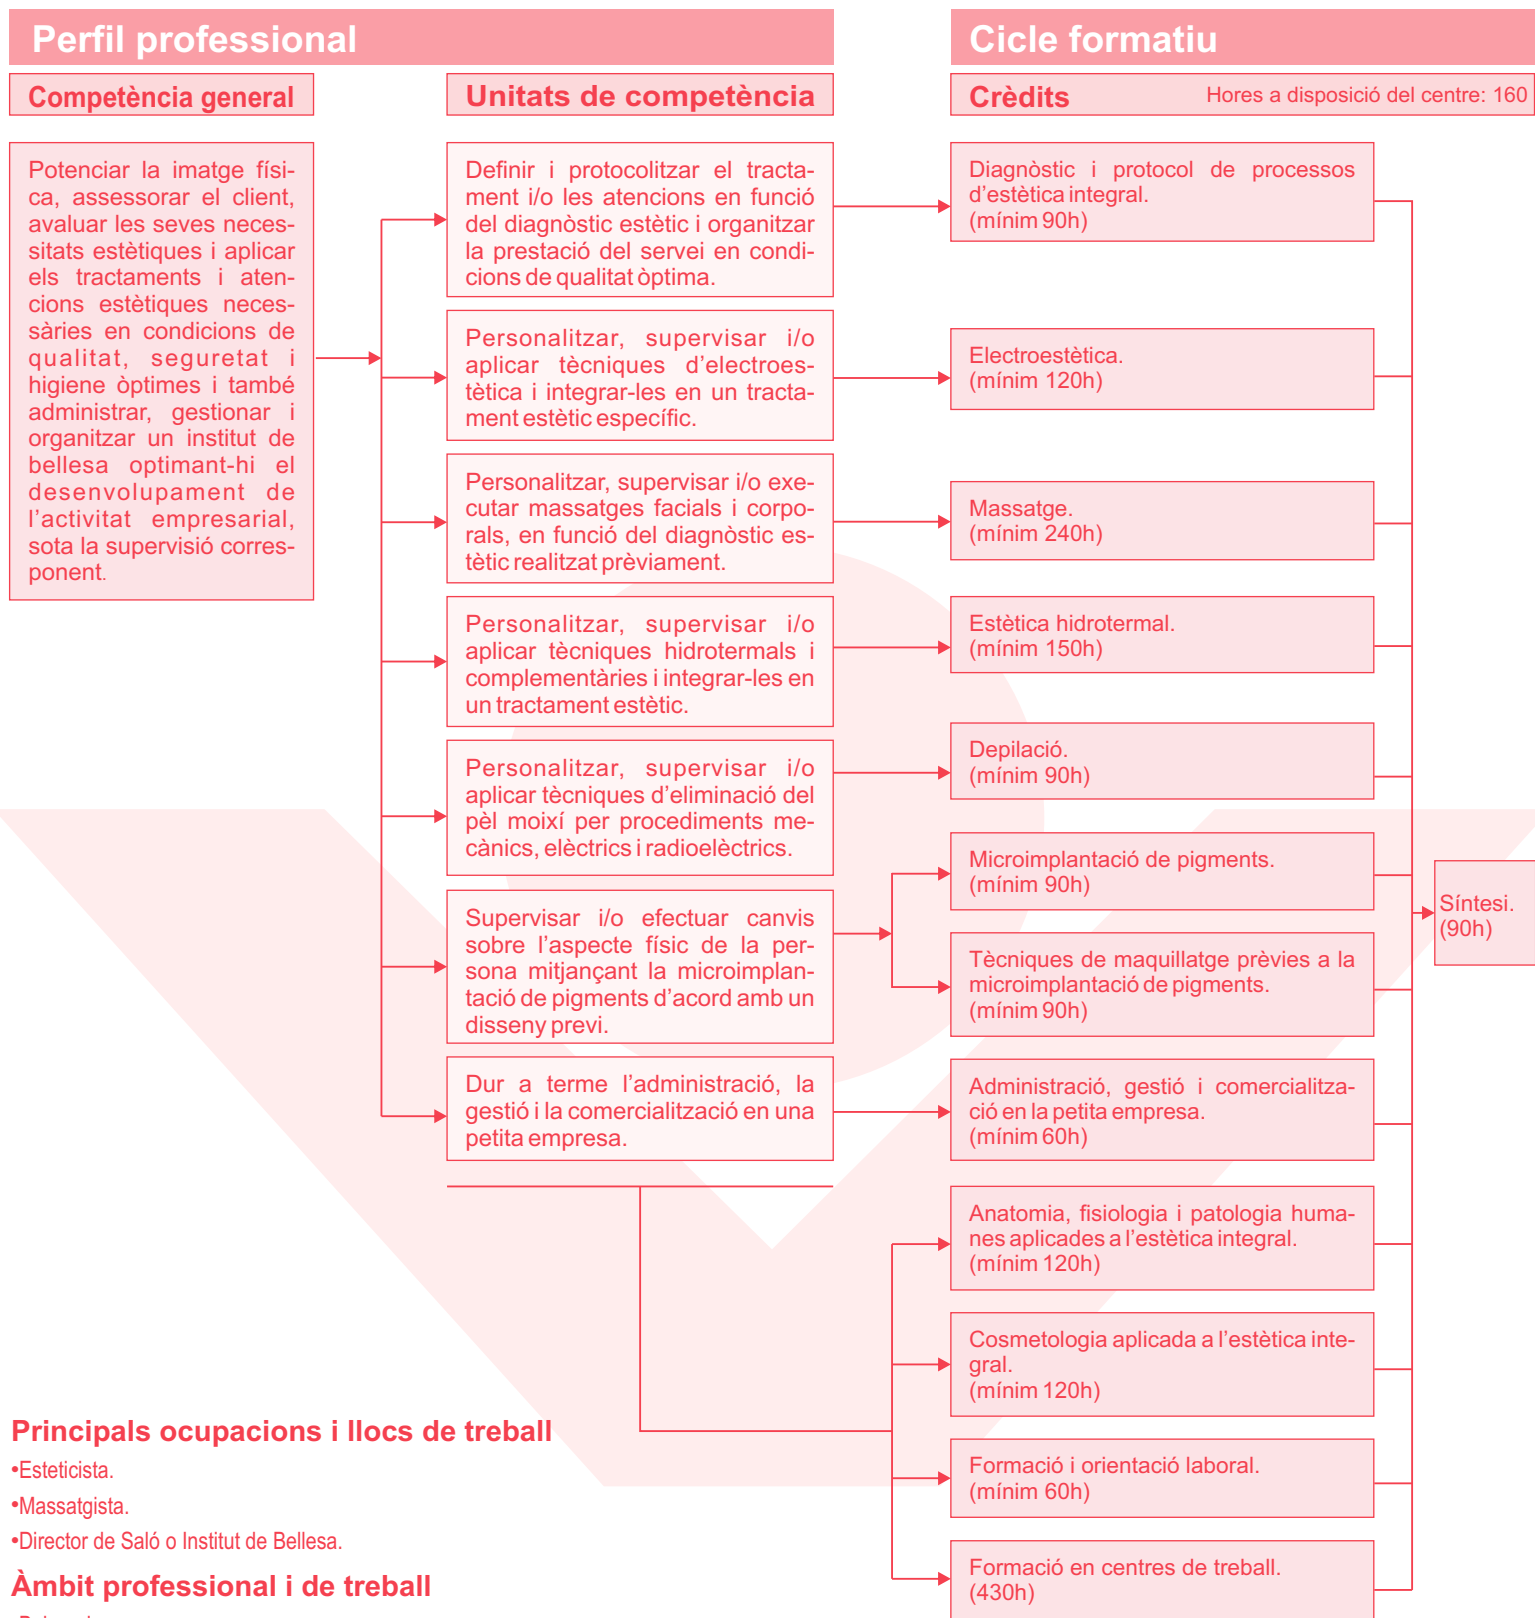 Perfil professional
Cicle formatiu
Competència general
Unitats de competència
Crèdits
Hores a disposició del centre: 160
Potenciar la imatge físi-
ca, assessorar el client,
avaluar les seves neces-
sitats estètiques i aplicar
els tractaments i aten-
cions estètiques neces-
sàries en condicions de
qualitat, seguretat i
higiene òptimes i també
administrar, gestionar i
organitzar un institut de
bellesa optimant-hi el
desenvolupament de
l’activitat empresarial,
sota la supervisió corres-
ponent.
Definir i protocolitzar el tracta-
ment i/o les atencions en funció
del diagnòstic estètic i organitzar
la prestació del servei en condi-
cions de qualitat òptima.
Personalitzar, supervisar i/o
aplicar tècniques d’electroes-
tètica i integrar-les en un tracta-
ment estètic específic.
Personalitzar, supervisar i/o exe-
cutar massatges facials i corpo-
rals, en funció del diagnòstic es-
tètic realitzat prèviament.
Personalitzar, supervisar i/o
aplicar tècniques hidrotermals i
complementàries i integrar-les en
un tractament estètic.
Personalitzar, supervisar i/o
aplicar tècniques d’eliminació del
pèl moixí per procediments me-
cànics, elèctrics i radioelèctrics.
Supervisar i/o efectuar canvis
sobre l’aspecte físic de la per-
sona mitjançant la microimplan-
tació de pigments d’acord amb un
disseny previ.
Dur a terme l’administració, la
gestió i la comercialització en una
petita empresa.
Diagnòstic i protocol de processos
d’estètica integral.
(mínim 90h)
Electroestètica.
(mínim 120h)
Massatge.
(mínim 240h)
Estètica hidrotermal.
(mínim 150h)
Depilació.
(mínim 90h)
Microimplantació de pigments.
(mínim 90h)
Tècniques de maquillatge prèvies a la
microimplantació de pigments.
(mínim 90h)
Administració, gestió i comercialitza-
ció en la petita empresa.
(mínim 60h)
Anatomia, fisiologia i patologia huma-
nes aplicades a l’estètica integral.
(mínim 120h)
Cosmetologia aplicada a l’estètica inte-
gral.
(mínim 120h)
Formació i orientació laboral.
(mínim 60h)
Formació en centres de treball.
(430h)
Síntesi.
(90h)
Principals ocupacions i llocs de treball
•Esteticista.
•Massatgista.
•Director de Saló o Institut de Bellesa.
Àmbit professional i de treball